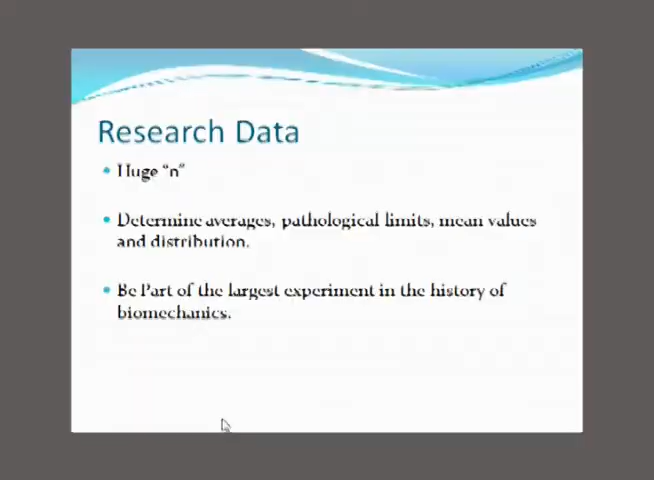 Research Data
• Huge “n”
• Determine averages, pathological limits, mean values
and distribution.
• Be Part of the largest experiment in the history of
biomechanics.